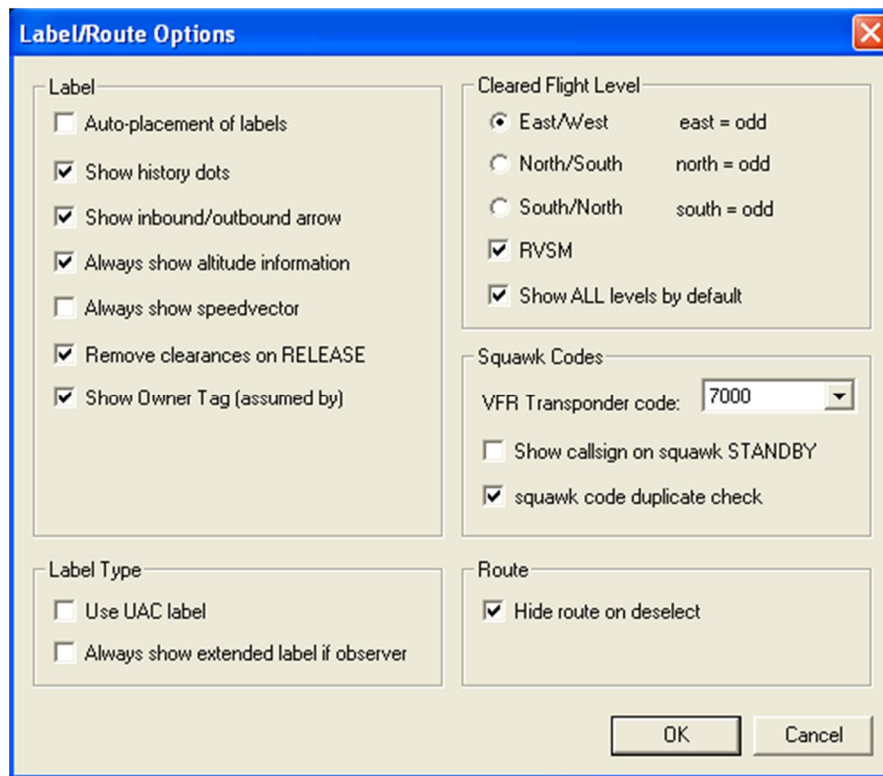 Label/Route Options
Label
Auto-placement of labels
Show history dots
Show inbound/outbound arrow
Always show altitude information
Always show speedvector
Remove clearances on RELEASE
Show Owner Tag (assumed by)
Cleared Flight Level
East/West east = odd
North/South north = odd
South/North south = odd
RVSM
Show ALL levels by default
Squawk Codes
VFR Transponder code: 7000
Show callsign on squawk STANDBY
squawk code duplicate check
Label Type
Use UAC label
Always show extended label if observer
Route
Hide route on deselect
OK Cancel